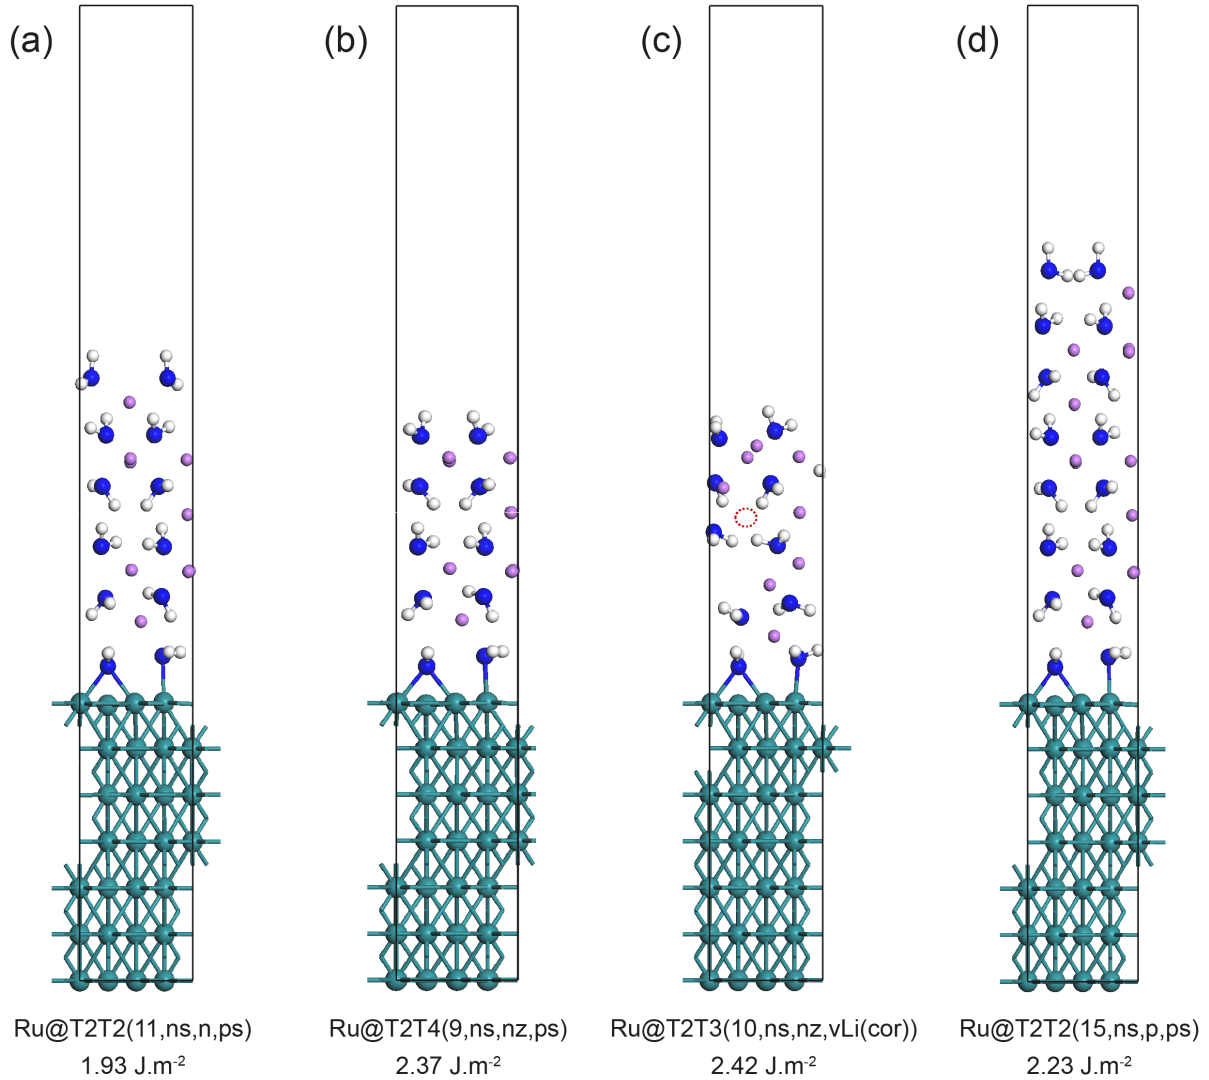 (a) (b) (c) (d)
Ru@T2T2(11,ns,n,ps) Ru@T2T4(9,ns,nz,ps) Ru@T2T3(10,ns,nz,vLi(cor)) Ru@T2T2(15,ns,p,ps)
1.93 J.m⁻² 2.37 J.m⁻² 2.42 J.m⁻² 2.23 J.m⁻²